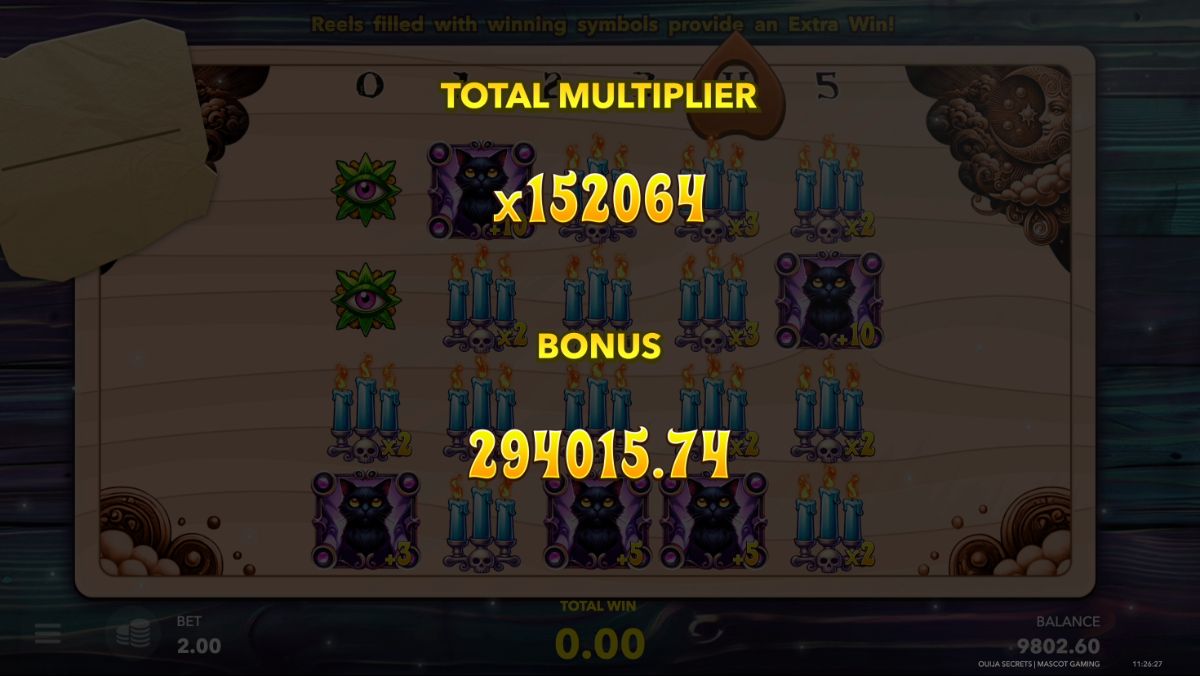 Reels filled with winning symbols provide an Extra Win!
0 2 5
TOTAL MULTIPLIER
+10 x3 x2
x152064
x2 x3 +10
BONUS
x2 x2 x2
294015.74
+3 +5 +5 x2
TOTAL WIN
BET BALANCE
2.00 0.00 9802.60
OUIJA SECRETS | MASCOT GAMING 11:26:27